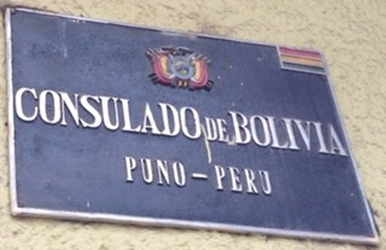 CONSULADO DE BOLIVIA
PUNO - PERU